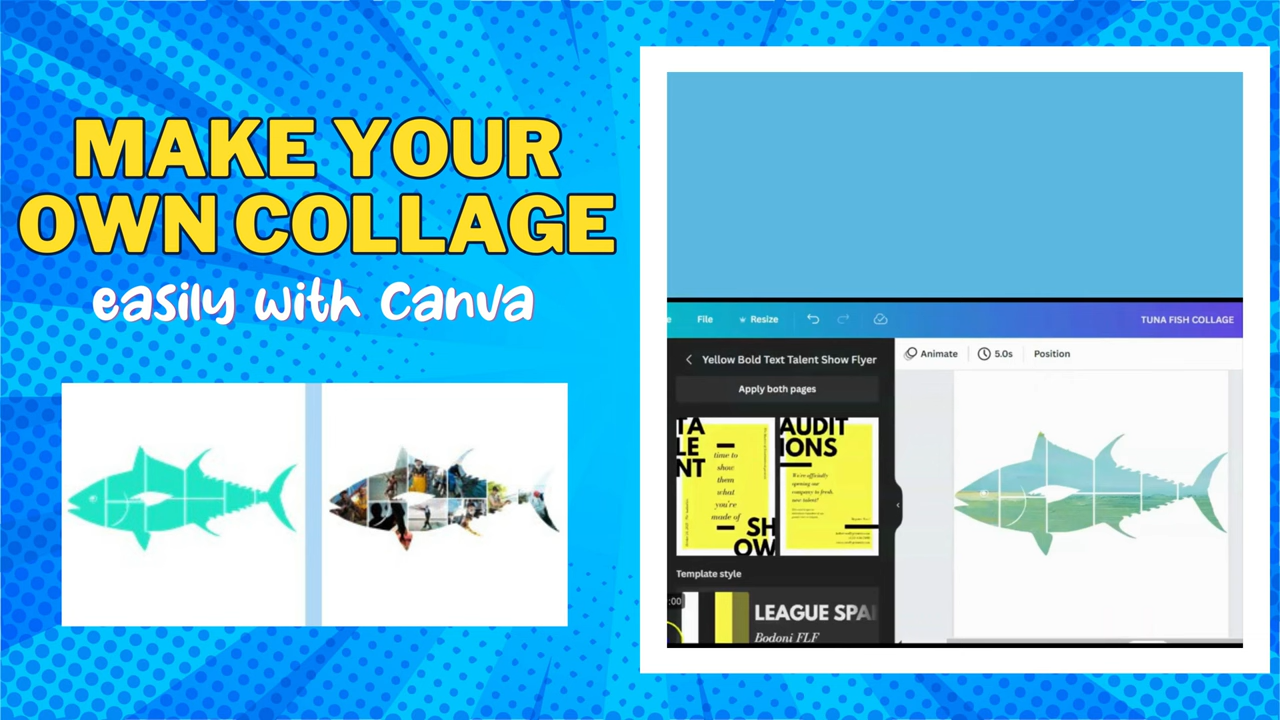 MAKE YOUR
OWN COLLAGE
easily with Canva
File
Resize
TUNA FISH COLLAGE
Yellow Bold Text Talent Show Flyer
Animate
5.0s
Position
Apply both pages
TA
LE
NT
time to
show
them
what
you're
made of
SH
OW
AUDIT
IONS
We're officially
opening our
company to fresh
new talent!
Template style
:00
LEAGUE SPA
Bodoni FLF